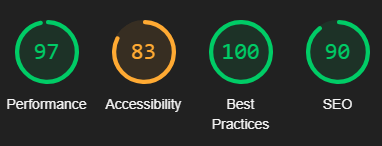 97 83 100 90
Performance Accessibility Best SEO
Practices